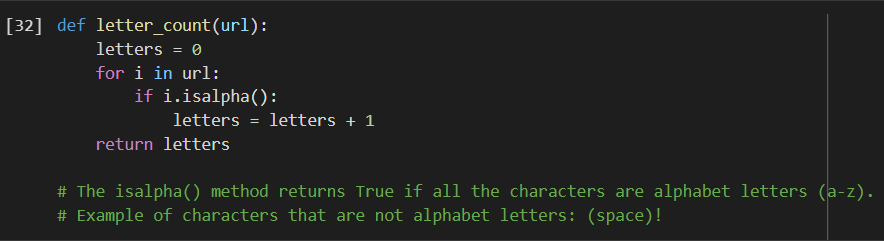 [32] def letter_count(url):
    letters = 0
    for i in url:
        if i.isalpha():
            letters = letters + 1
    return letters

# The isalpha() method returns True if all the characters are alphabet letters (a-z).
# Example of characters that are not alphabet letters: (space)!